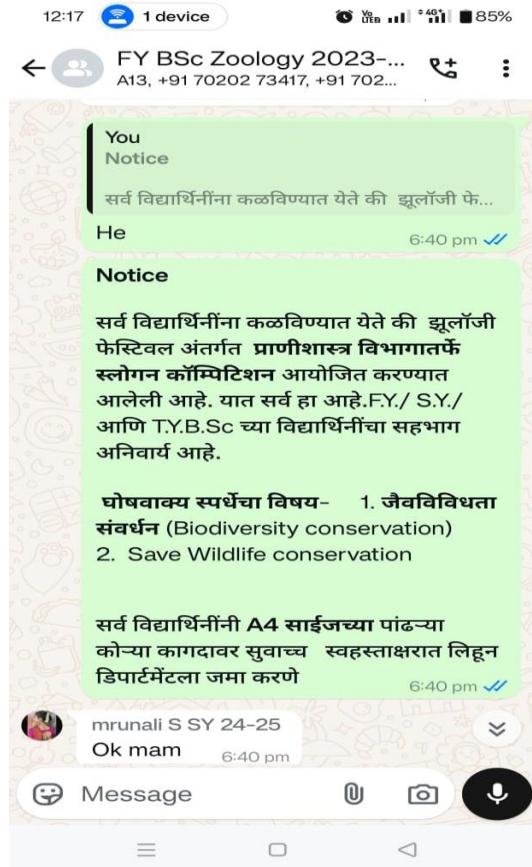 12:17
1 device
Vo LTEB
4G+
85%
FY BSc Zoology 2023-...
A13, +91 70202 73417, +91 702...
You
Notice
सर्व विद्यार्थिनींना कळविण्यात येते की झूलॉजी फे...
He
6:40 pm
Notice
सर्व विद्यार्थिनींना कळविण्यात येते की झूलॉजी
फेस्टिवल अंतर्गत प्राणीशास्त्र विभागातर्फे
स्लोगन कॉम्पिटिशन आयोजित करण्यात
आलेली आहे. यात सर्व हा आहे.F.Y./ S.Y./
आणि T.Y.B.Sc च्या विद्यार्थिनींचा सहभाग
अनिवार्य आहे.
घोषवाक्य स्पर्धेचा विषय- 1. जैवविविधता
संवर्धन (Biodiversity conservation)
2. Save Wildlife conservation
सर्व विद्यार्थिनींनी A4 साईजच्या पांढऱ्या
कोऱ्या कागदावर सुवाच्च स्वहस्ताक्षरात लिहून
डिपार्टमेंटला जमा करणे
6:40 pm
mrunali S SY 24-25
Ok mam
6:40 pm
Message